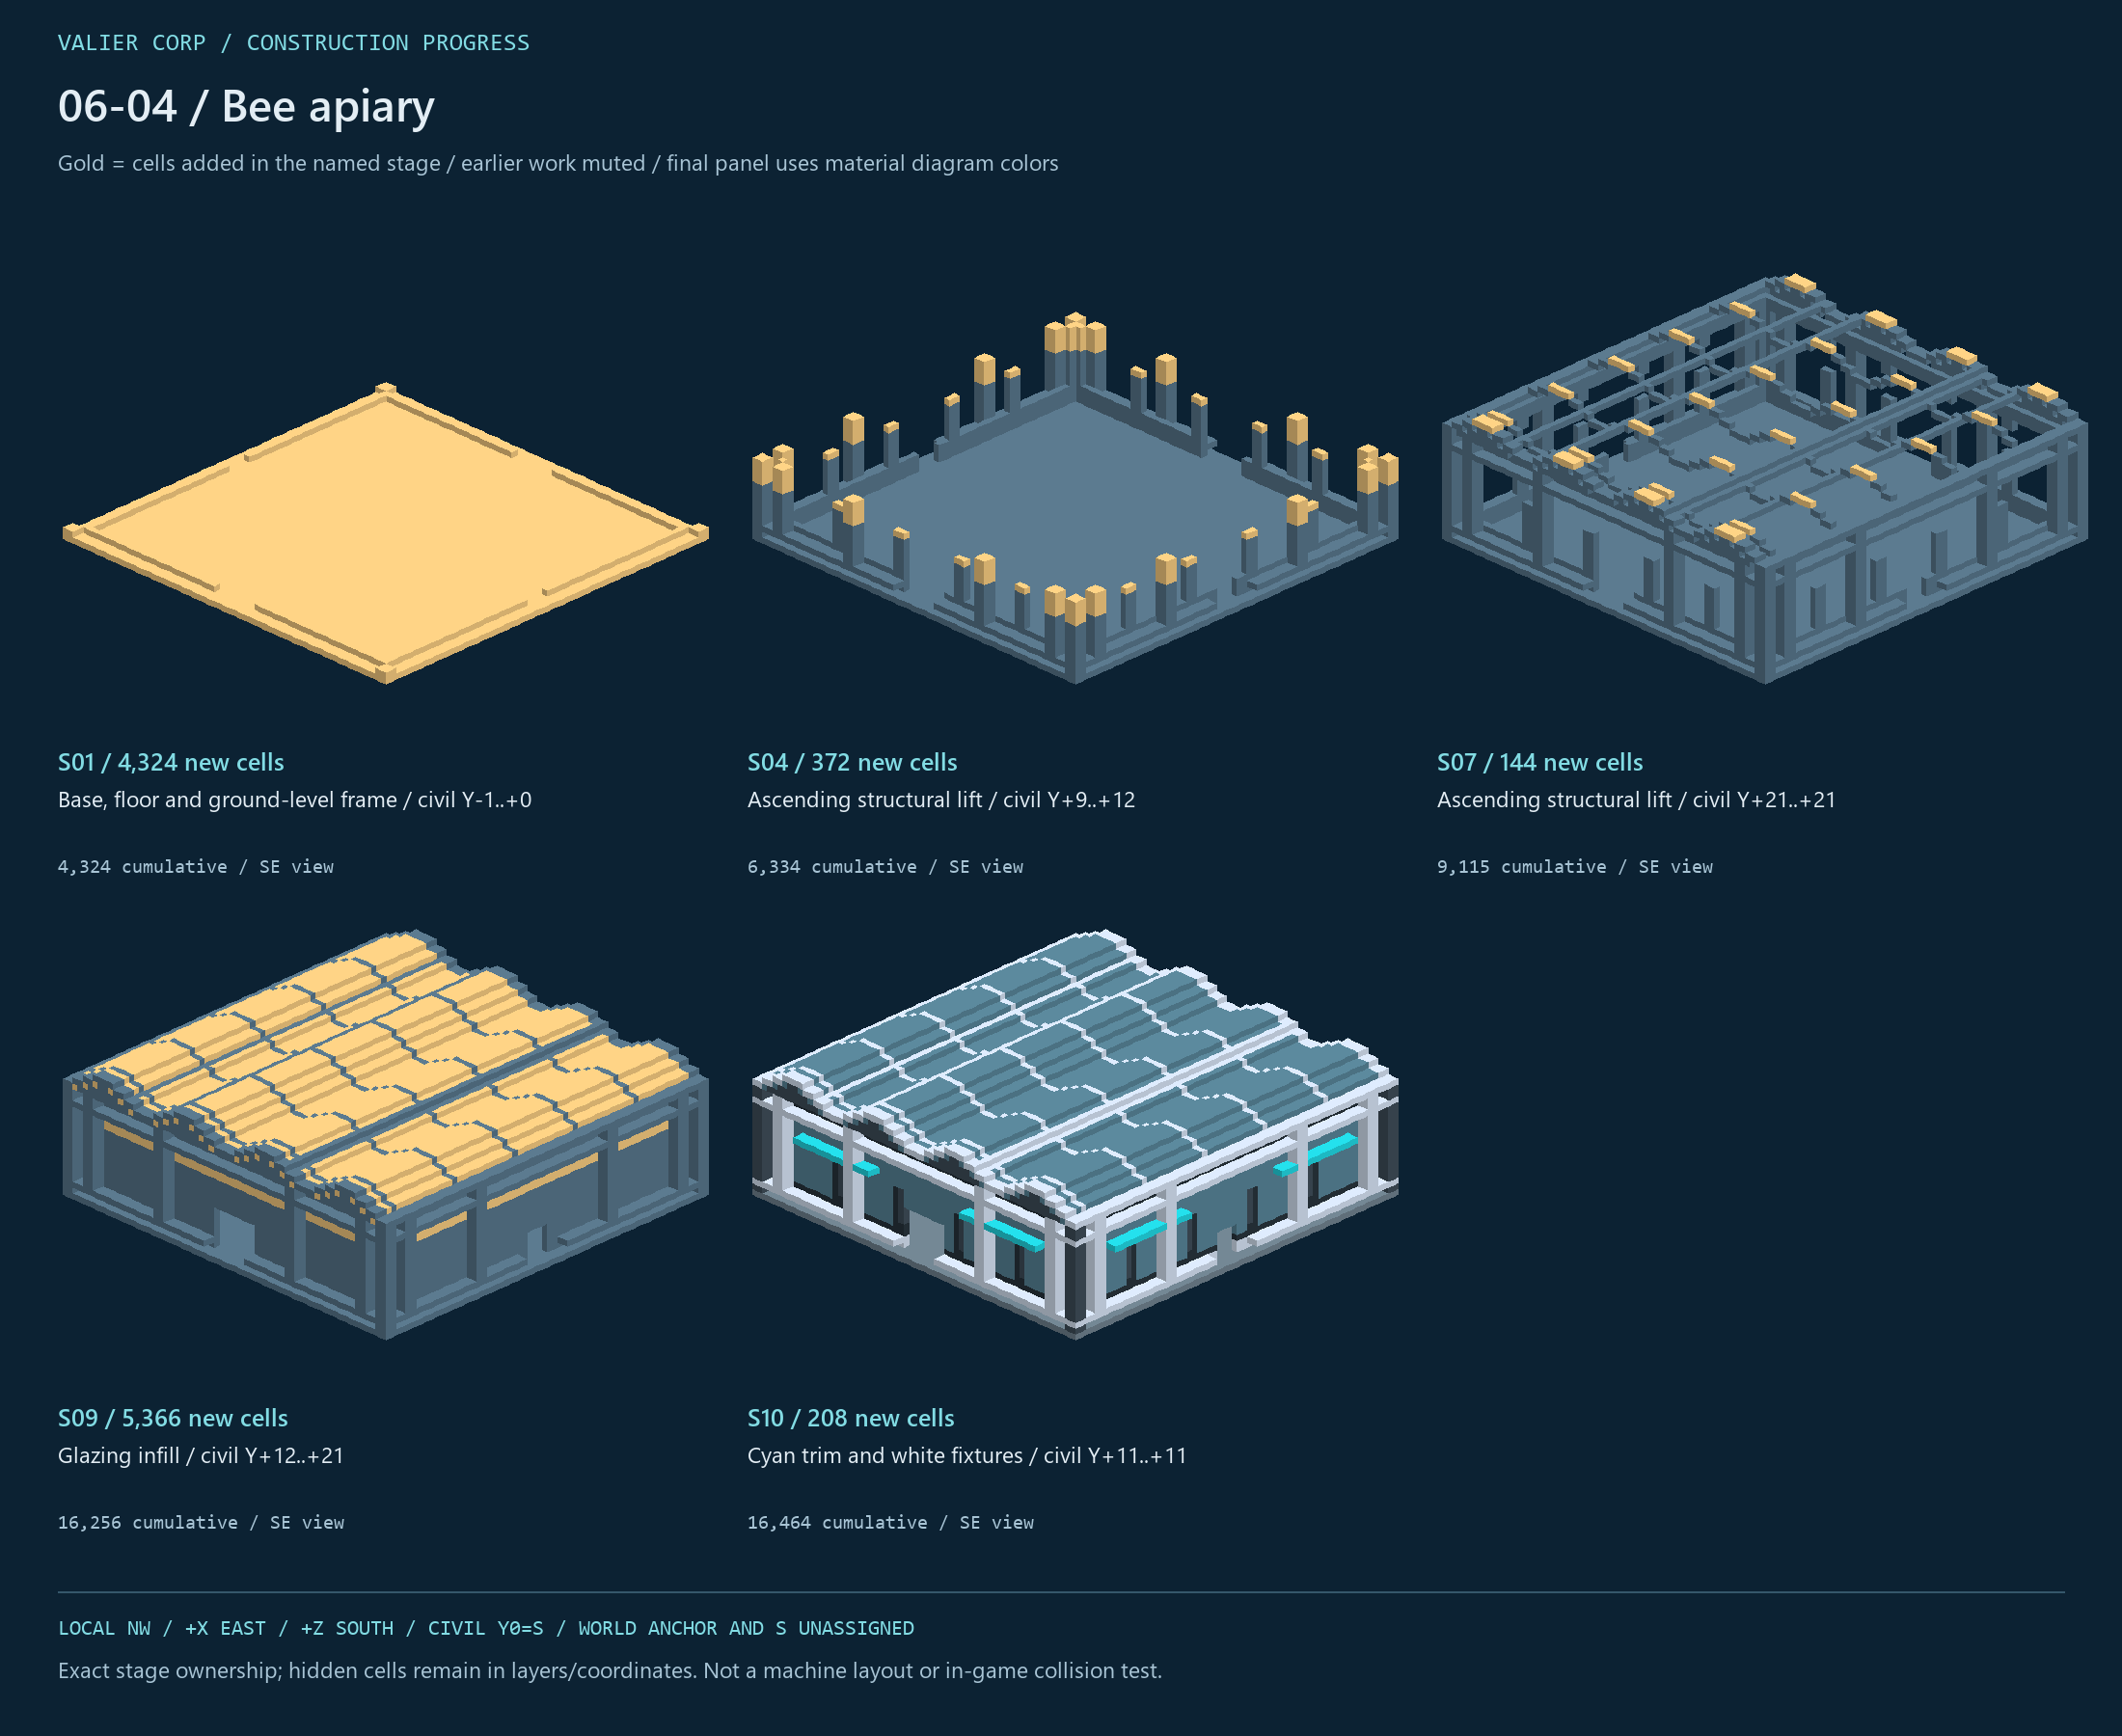 VALIER CORP / CONSTRUCTION PROGRESS
06-04 / Bee apiary
Gold = cells added in the named stage / earlier work muted / final panel uses material diagram colors
S01 / 4,324 new cells
Base, floor and ground-level frame / civil Y-1..+0
4,324 cumulative / SE view
S04 / 372 new cells
Ascending structural lift / civil Y+9..+12
6,334 cumulative / SE view
S07 / 144 new cells
Ascending structural lift / civil Y+21..+21
9,115 cumulative / SE view
S09 / 5,366 new cells
Glazing infill / civil Y+12..+21
16,256 cumulative / SE view
S10 / 208 new cells
Cyan trim and white fixtures / civil Y+11..+11
16,464 cumulative / SE view
LOCAL NW / +X EAST / +Z SOUTH / CIVIL Y0=S / WORLD ANCHOR AND S UNASSIGNED
Exact stage ownership; hidden cells remain in layers/coordinates. Not a machine layout or in-game collision test.